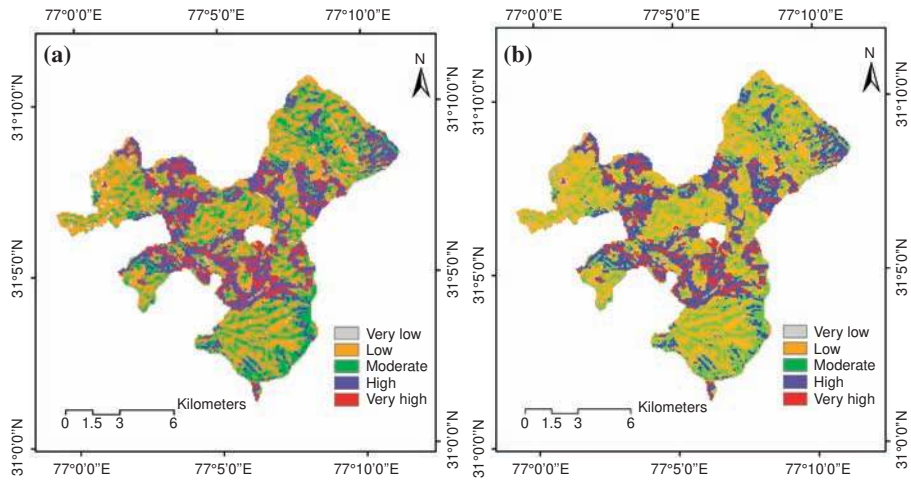 77°0'0"E 77°5'0"E 77°10'0"E
(a)
N
31°10'0"N
31°5'0"N
31°0'0"N
31°10'0"N
31°5'0"N
31°0'0"N
Very low
Low
Moderate
High
Very high
Kilometers
0 1.5 3 6
77°0'0"E 77°5'0"E 77°10'0"E
77°0'0"E 77°5'0"E 77°10'0"E
(b)
N
31°10'0"N
31°5'0"N
31°0'0"N
31°10'0"N
31°5'0"N
31°0'0"N
Very low
Low
Moderate
High
Very high
Kilometers
0 1.5 3 6
77°0'0"E 77°5'0"E 77°10'0"E